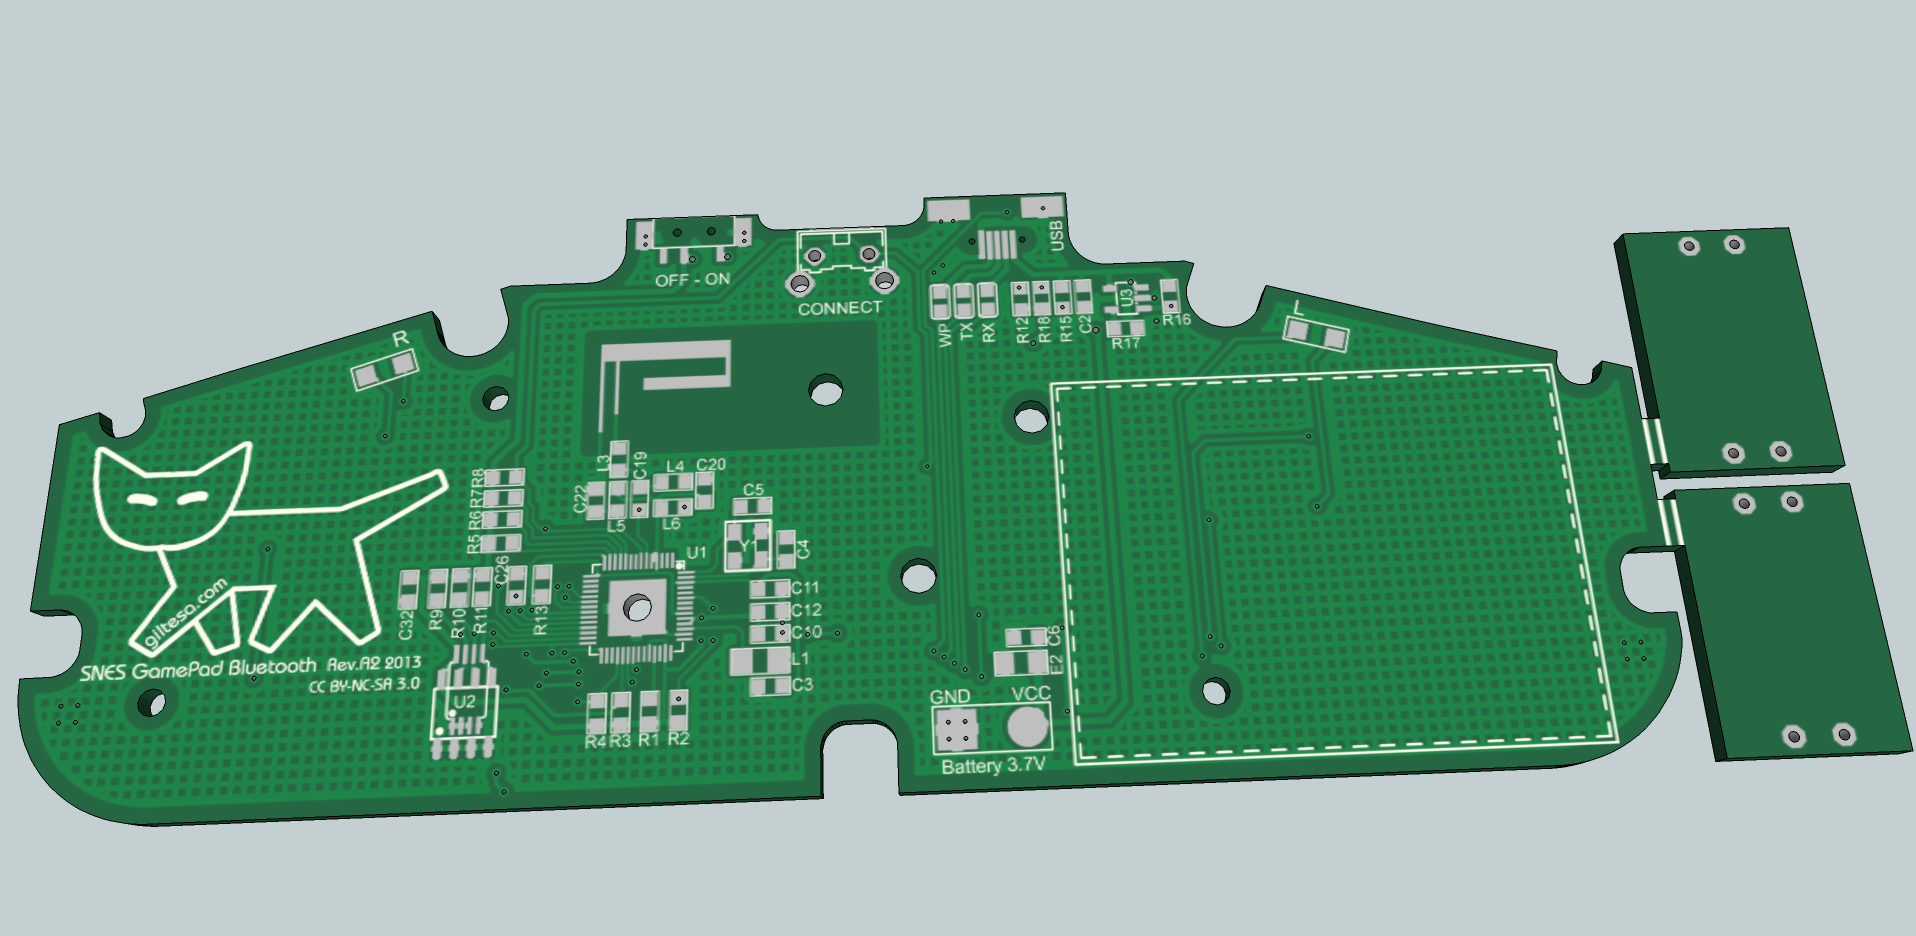 USB
OFF - ON
CONNECT
WP
TX
RX
R12
R18
R15
C2
U3
R16
R17
L
R
L3
C19
L4
C20
C22
L5
L6
C5
R8
R7
R6
R5
U1
Y1
C4
C26
C32
R9
R10
R11
R13
C11
C12
C10
L1
C3
C6
E2
giltesa.com
SNES GamePad Bluetooth Rev.A2 2013
CC BY-NC-SA 3.0
U2
R4
R3
R1
R2
GND
VCC
Battery 3.7V